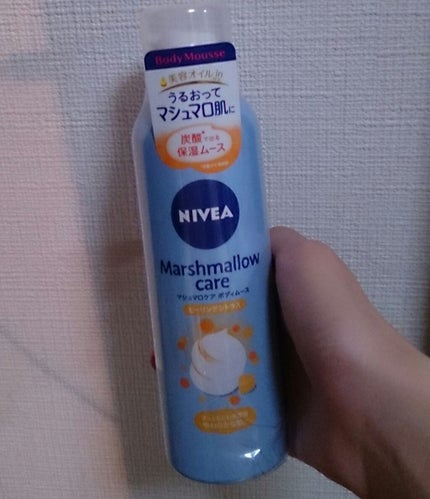 Body Mousse
美容オイルin
うるおって
マシュマロ肌に
炭酸*で作る
保湿ムース
NIVEA
Marshmallow
care
マシュマロケア ボディムース
ヒーリングシトラス